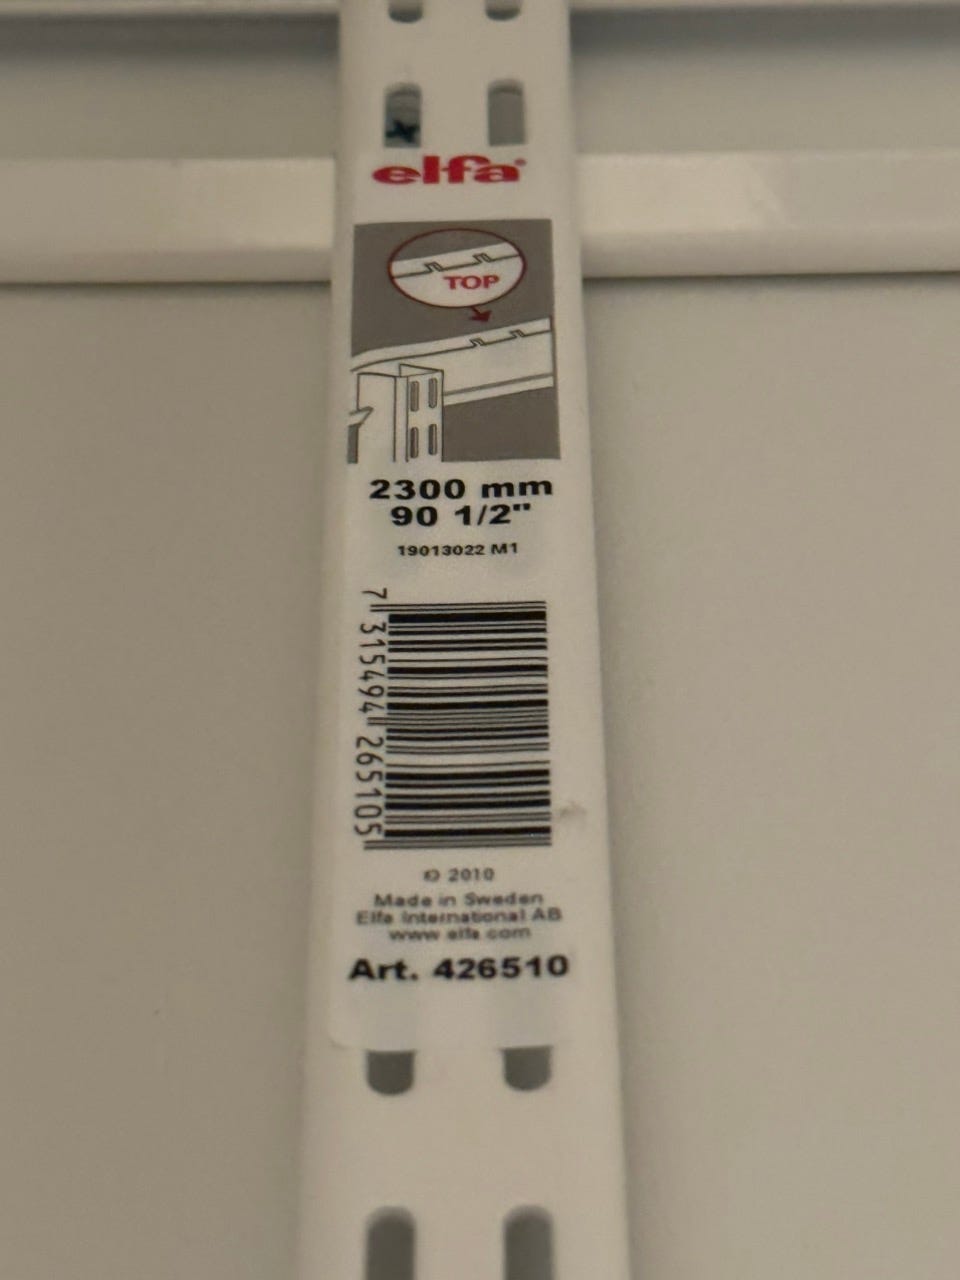 elfa®
TOP
2300 mm
90 1/2"
19013022 M1
7 315494 265105
© 2010
Made in Sweden
Elfa International AB
www.elfa.com
Art. 426510